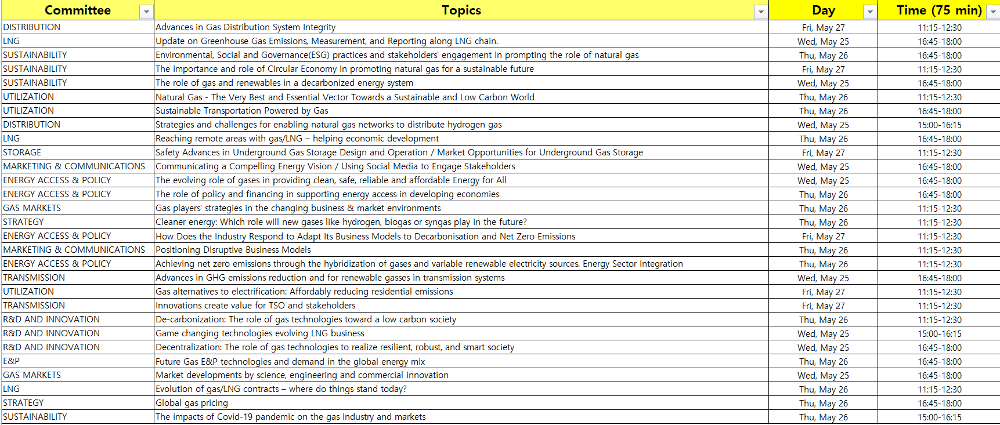 Committee Topics Day Time (75 min)
DISTRIBUTION Advances in Gas Distribution System Integrity Fri, May 27 11:15-12:30
LNG Update on Greenhouse Gas Emissions, Measurement, and Reporting along LNG chain. Wed, May 25 16:45-18:00
SUSTAINABILITY Environmental, Social and Governance(ESG) practices and stakeholders' engagement in prompting the role of natural gas Thu, May 26 16:45-18:00
SUSTAINABILITY The importance and role of Circular Economy in promoting natural gas for a sustainable future Fri, May 27 11:15-12:30
SUSTAINABILITY The role of gas and renewables in a decarbonized energy system Wed, May 25 16:45-18:00
UTILIZATION Natural Gas - The Very Best and Essential Vector Towards a Sustainable and Low Carbon World Thu, May 26 11:15-12:30
UTILIZATION Sustainable Transportation Powered by Gas Thu, May 26 16:45-18:00
DISTRIBUTION Strategies and challenges for enabling natural gas networks to distribute hydrogen gas Wed, May 25 15:00-16:15
LNG Reaching remote areas with gas/LNG – helping economic development Thu, May 26 16:45-18:00
STORAGE Safety Advances in Underground Gas Storage Design and Operation / Market Opportunities for Underground Gas Storage Fri, May 27 11:15-12:30
MARKETING & COMMUNICATIONS Communicating a Compelling Energy Vision / Using Social Media to Engage Stakeholders Wed, May 25 16:45-18:00
ENERGY ACCESS & POLICY The evolving role of gases in providing clean, safe, reliable and affordable Energy for All Wed, May 25 16:45-18:00
ENERGY ACCESS & POLICY The role of policy and financing in supporting energy access in developing economies Thu, May 26 16:45-18:00
GAS MARKETS Gas players' strategies in the changing business & market environments Thu, May 26 11:15-12:30
STRATEGY Cleaner energy: Which role will new gases like hydrogen, biogas or syngas play in the future? Thu, May 26 11:15-12:30
ENERGY ACCESS & POLICY How Does the Industry Respond to Adapt Its Business Models to Decarbonisation and Net Zero Emissions Fri, May 27 11:15-12:30
MARKETING & COMMUNICATIONS Positioning Disruptive Business Models Thu, May 26 11:15-12:30
ENERGY ACCESS & POLICY Achieving net zero emissions through the hybridization of gases and variable renewable electricity sources. Energy Sector Integration Thu, May 26 11:15-12:30
TRANSMISSION Advances in GHG emissions reduction and for renewable gasses in transmission systems Wed, May 25 16:45-18:00
UTILIZATION Gas alternatives to electrification: Affordably reducing residential emissions Fri, May 27 11:15-12:30
TRANSMISSION Innovations create value for TSO and stakeholders Fri, May 27 11:15-12:30
R&D AND INNOVATION De-carbonization: The role of gas technologies toward a low carbon society Thu, May 26 11:15-12:30
R&D AND INNOVATION Game changing technologies evolving LNG business Wed, May 25 15:00-16:15
R&D AND INNOVATION Decentralization: The role of gas technologies to realize resilient, robust, and smart society Wed, May 25 16:45-18:00
E&P Future Gas E&P technologies and demand in the global energy mix Thu, May 26 16:45-18:00
GAS MARKETS Market developments by science, engineering and commercial innovation Wed, May 25 16:45-18:00
LNG Evolution of gas/LNG contracts – where do things stand today? Thu, May 26 11:15-12:30
STRATEGY Global gas pricing Thu, May 26 16:45-18:00
SUSTAINABILITY The impacts of Covid-19 pandemic on the gas industry and markets Thu, May 26 15:00-16:15